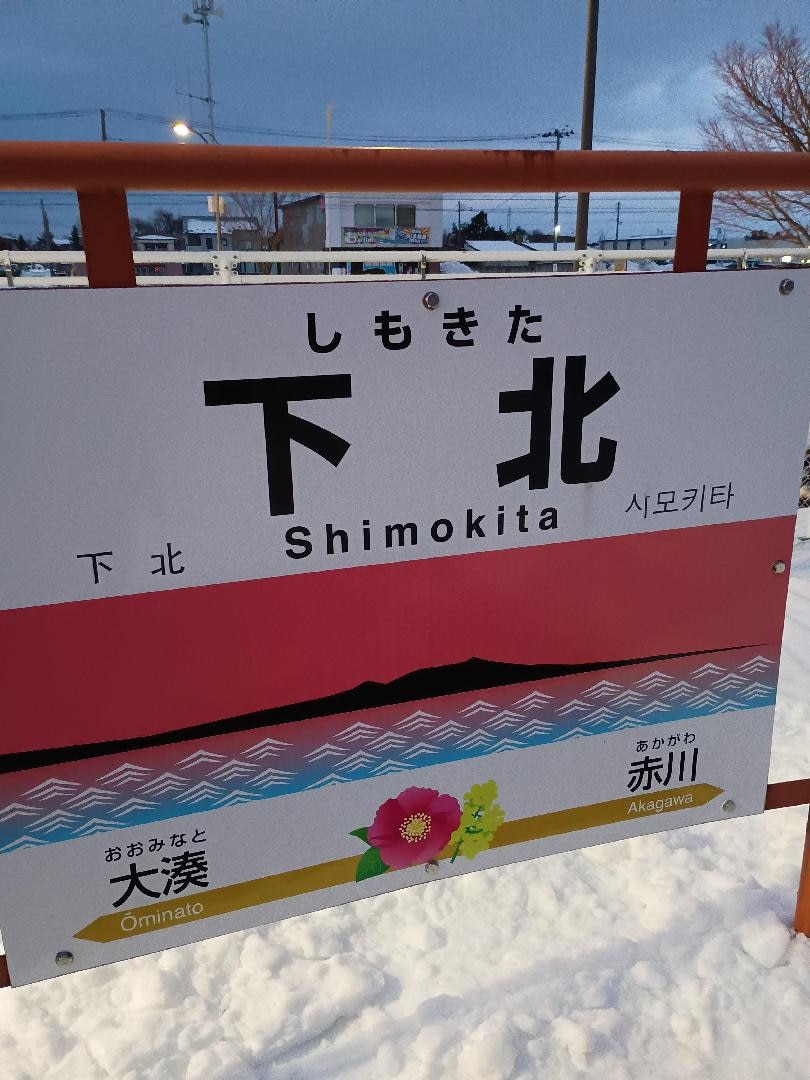 しもきた
下北
Shimokita
下北
시모키타
おおみなと
大湊
Ōminato
あかがわ
赤川
Akagawa